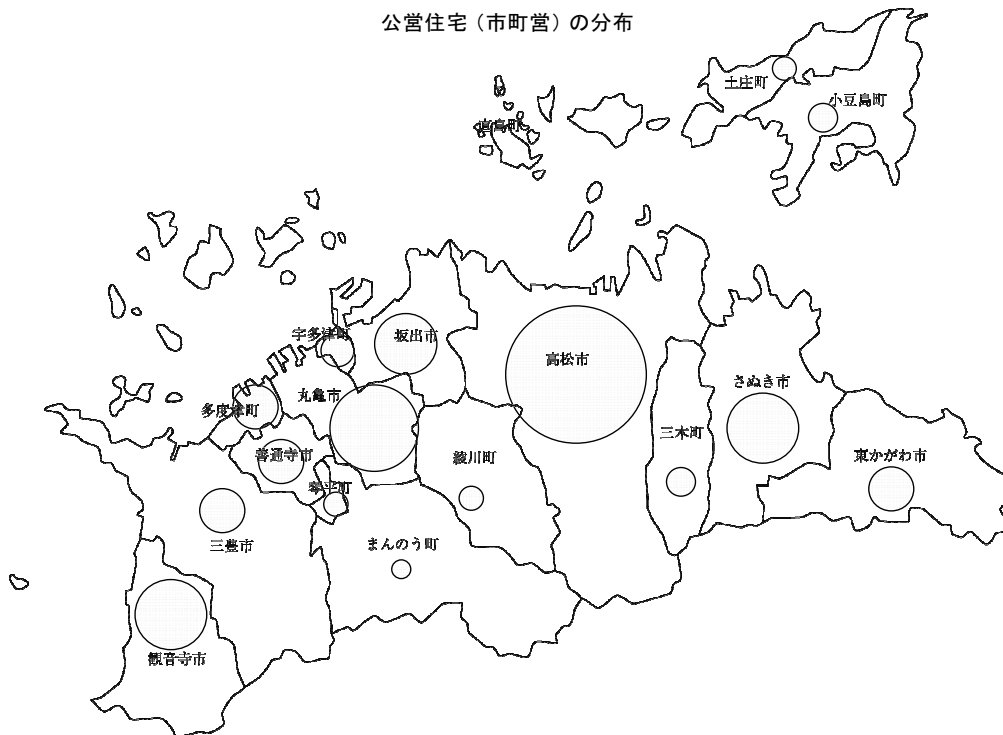 公営住宅（市町営）の分布
土庄町
小豆島町
直島町
宇多津町
坂出市
高松市
さぬき市
丸亀市
多度津町
三木町
善通寺市
綾川町
東かがわ市
琴平町
三豊市
まんのう町
観音寺市